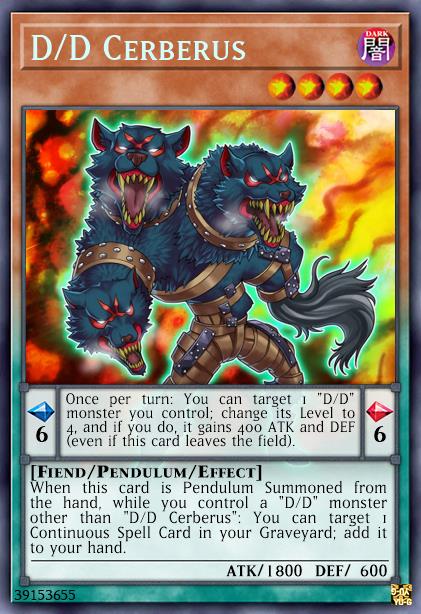 D/D Cerberus
DARK
闇
Once per turn: You can target 1 "D/D"
monster you control; change its Level to
4, and if you do, it gains 400 ATK and DEF
(even if this card leaves the field).
6
6
[Fiend/Pendulum/Effect]
When this card is Pendulum Summoned from
the hand, while you control a "D/D" monster
other than "D/D Cerberus": You can target 1
Continuous Spell Card in your Graveyard; add it
to your hand.
ATK/1800 DEF/ 600
39153655